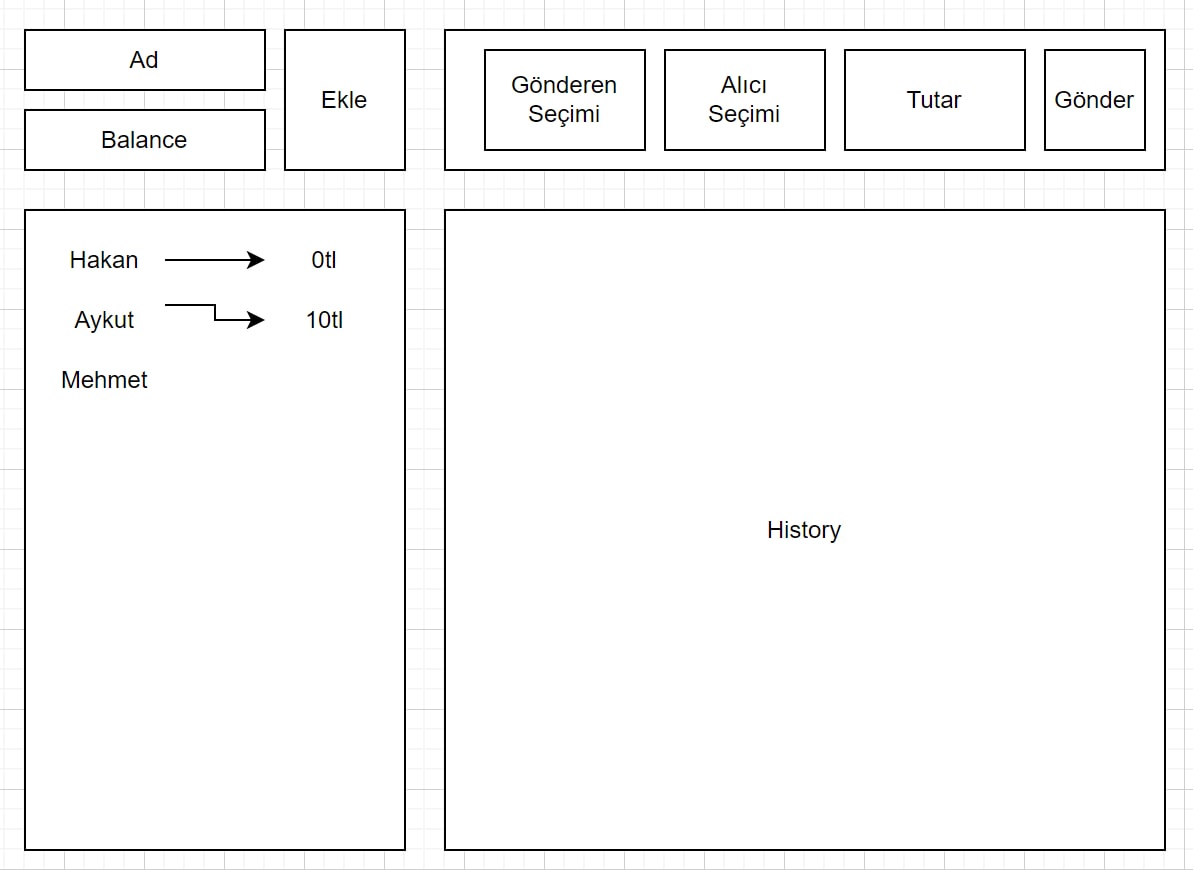 Ad
Balance
Ekle
Gönderen
Seçimi
Alıcı
Seçimi
Tutar
Gönder
Hakan
0tl
Aykut
10tl
Mehmet
History